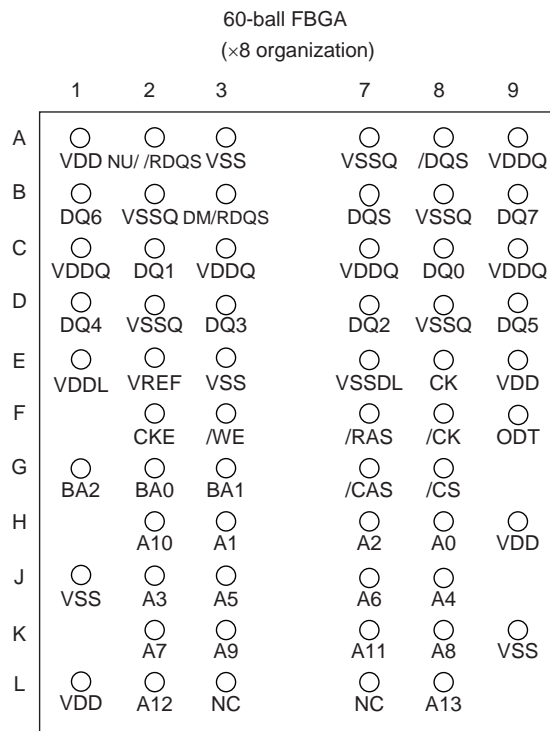 60-ball FBGA
(×8 organization)
1 2 3 7 8 9
A
VDD NU/ /RDQS VSS VSSQ /DQS VDDQ
B
DQ6 VSSQ DM/RDQS DQS VSSQ DQ7
C
VDDQ DQ1 VDDQ VDDQ DQ0 VDDQ
D
DQ4 VSSQ DQ3 DQ2 VSSQ DQ5
E
VDDL VREF VSS VSSDL CK VDD
F
CKE /WE /RAS /CK ODT
G
BA2 BA0 BA1 /CAS /CS
H
A10 A1 A2 A0 VDD
J
VSS A3 A5 A6 A4
K
A7 A9 A11 A8 VSS
L
VDD A12 NC NC A13